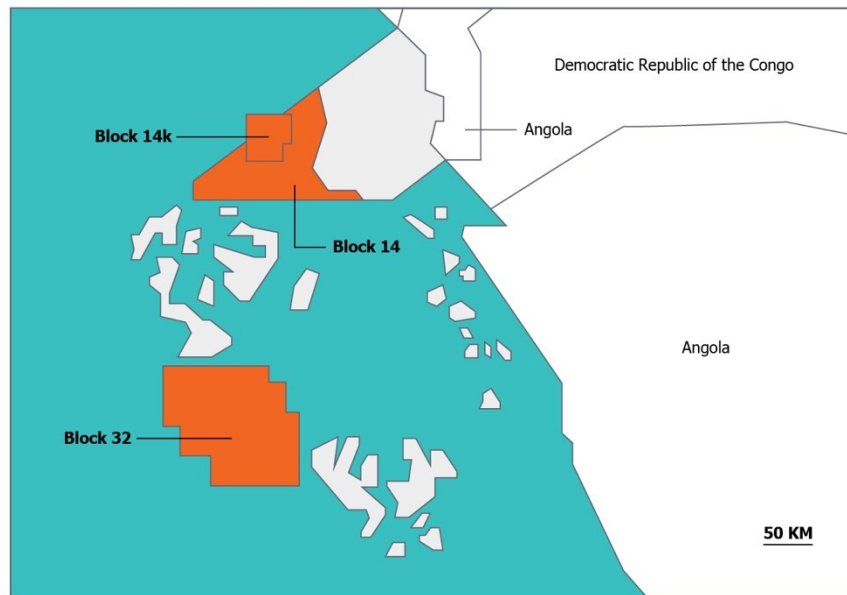 Democratic Republic of the Congo
Block 14k
Angola
Block 14
Angola
Block 32
50 KM